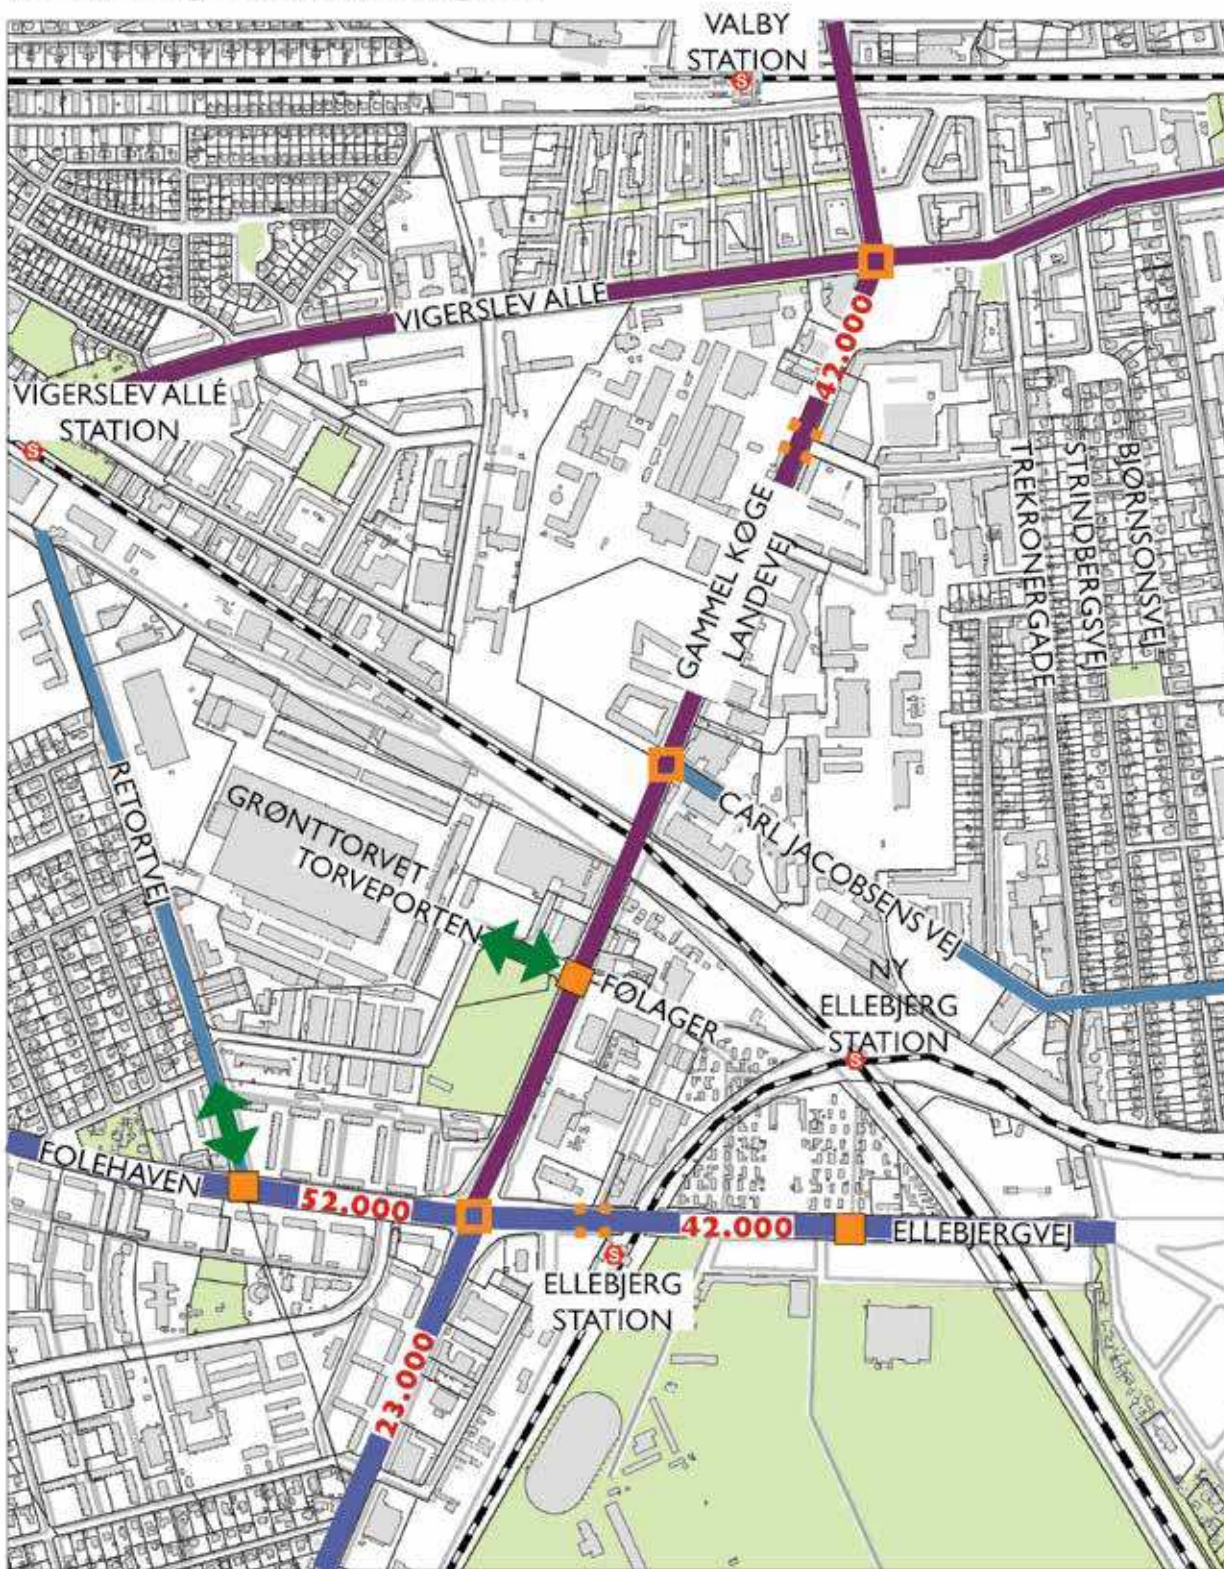 VALBY
STATION
S
VIGERSLEV ALLÉ
42.000
VIGERSLEV ALLÉ
STATION
S
GAMMEL KØGE
LANDEVEJ
TREKRONERGADE
STRINDBERGSVEJ
BJØRNSONSVEJ
RETORTVEJ
GRØNTTORVET
TORVEPORTEN
CARL JACOBSENS VEJ
FØLAGER
NY
ELLEBJERG
STATION
S
FOLEHAVEN
52.000
42.000
ELLEBJERGVEJ
S
ELLEBJERG
STATION
23.000